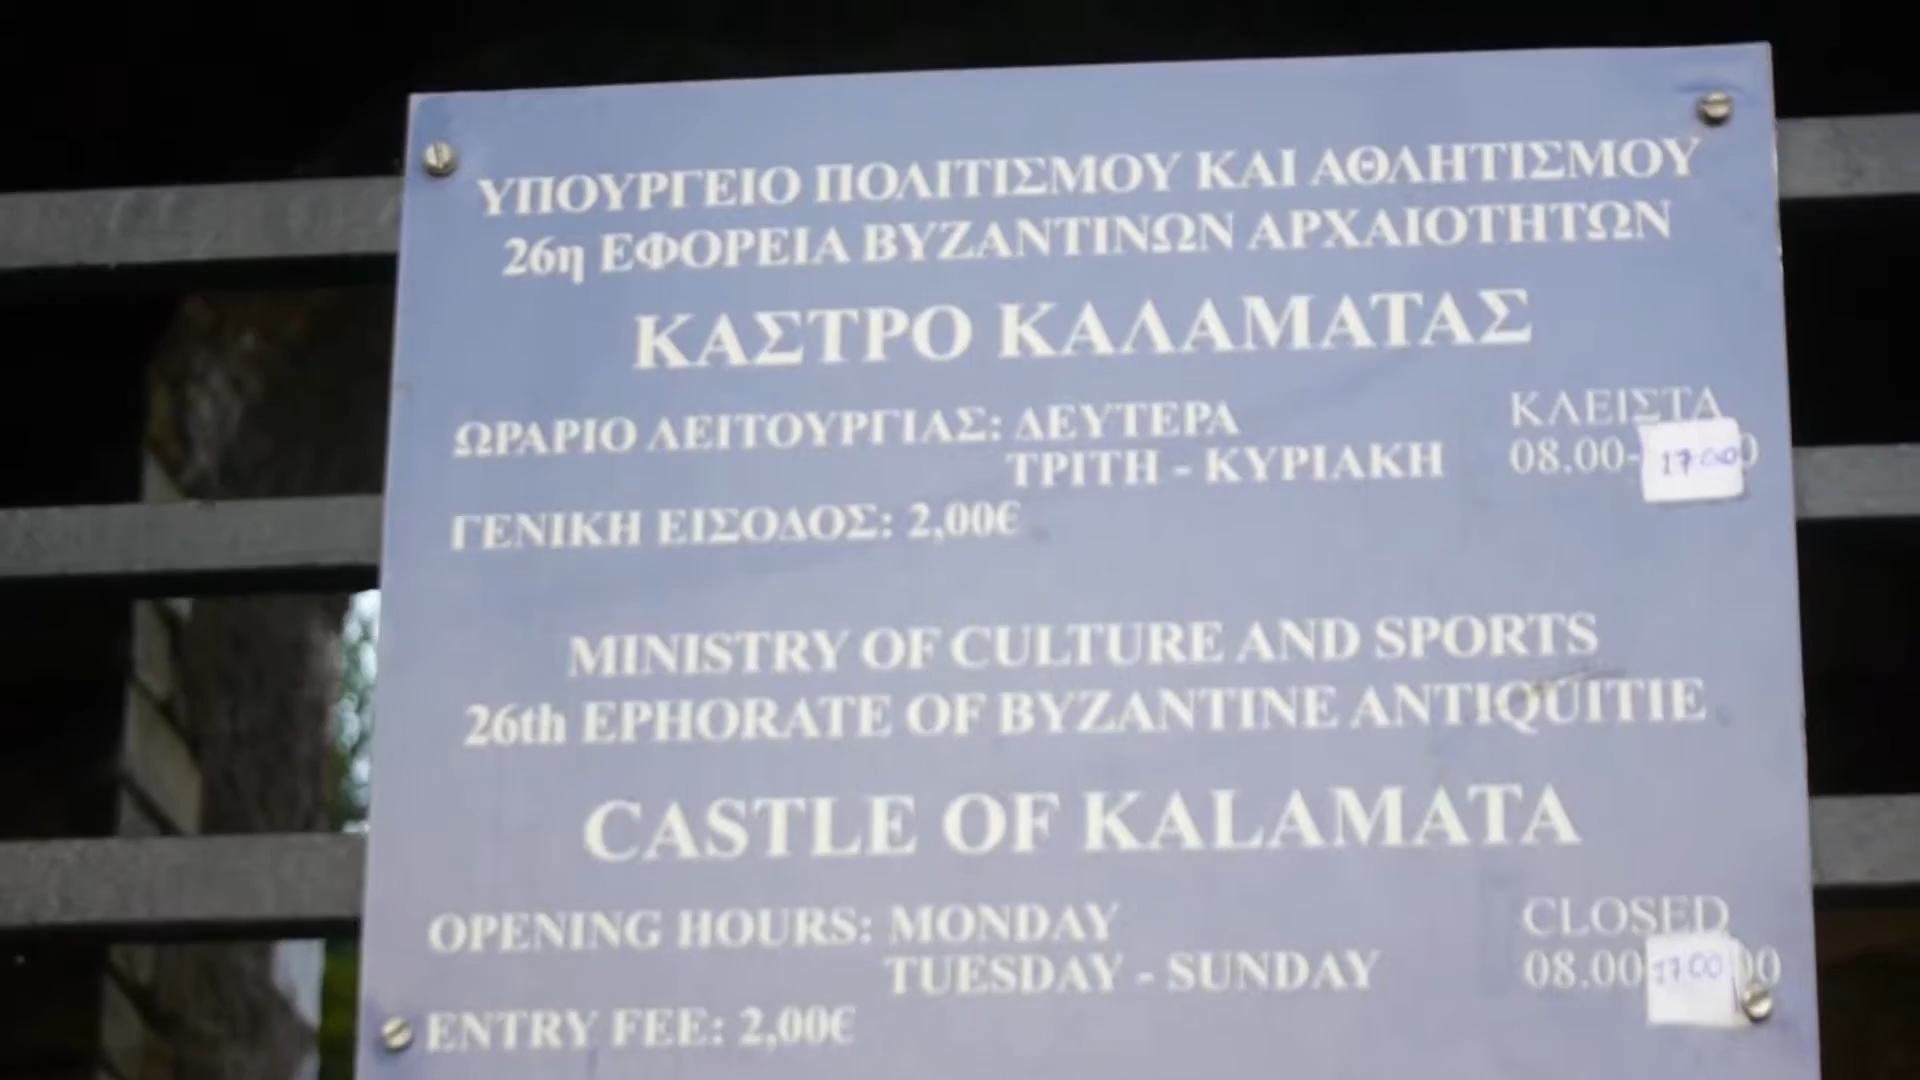 ΥΠΟΥΡΓΕΙΟ ΠΟΛΙΤΙΣΜΟΥ ΚΑΙ ΑΘΛΗΤΙΣΜΟΥ
26η ΕΦΟΡΕΙΑ ΒΥΖΑΝΤΙΝΩΝ ΑΡΧΑΙΟΤΗΤΩΝ
ΚΑΣΤΡΟ ΚΑΛΑΜΑΤΑΣ
ΩΡΑΡΙΟ ΛΕΙΤΟΥΡΓΙΑΣ: ΔΕΥΤΕΡΑ ΚΛΕΙΣΤΑ
ΤΡΙΤΗ - ΚΥΡΙΑΚΗ 08.00- 17:00
ΓΕΝΙΚΗ ΕΙΣΟΔΟΣ: 2,00€
MINISTRY OF CULTURE AND SPORTS
26th EPHORATE OF BYZANTINE ANTIQUITIE
CASTLE OF KALAMATA
OPENING HOURS: MONDAY CLOSED
TUESDAY - SUNDAY 08.00 17 00
ENTRY FEE: 2,00€